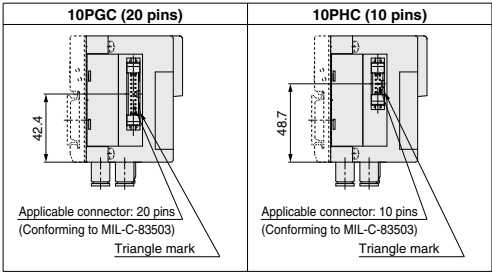 10PGC (20 pins)
42.4
Applicable connector: 20 pins
(Conforming to MIL-C-83503)
Triangle mark
10PHC (10 pins)
48.7
Applicable connector: 10 pins
(Conforming to MIL-C-83503)
Triangle mark